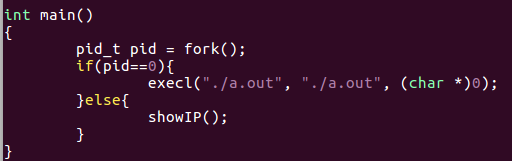 int main()
{
        pid_t pid = fork();
        if(pid==0){
                execl("./a.out", "./a.out", (char *)0);
        }else{
                showIP();
        }
}